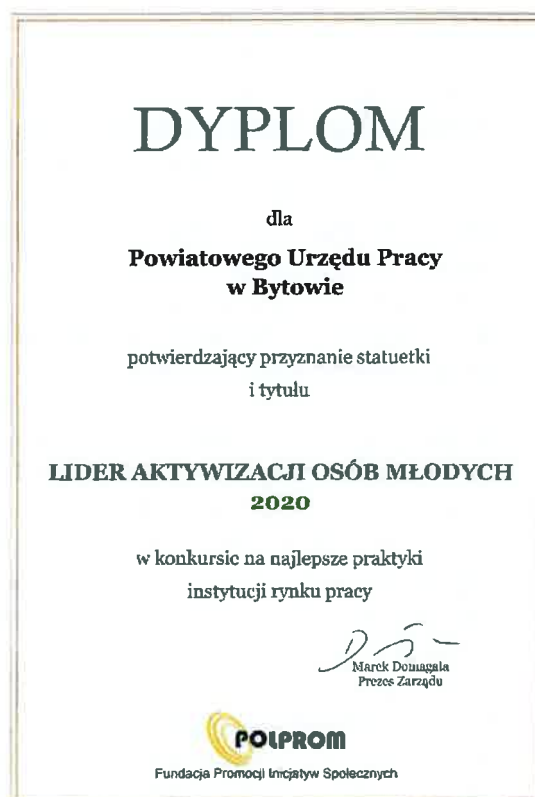 DYPLOM
dla
Powiatowego Urzędu Pracy
w Bytowie
potwierdzający przyznanie statuetki
i tytułu
LIDER AKTYWIZACJI OSÓB MŁODYCH
2020
w konkursie na najlepsze praktyki
instytucji rynku pracy
Marek Domagała
Prezes Zarządu
POLPROM
Fundacja Promocji Inicjatyw Społecznych